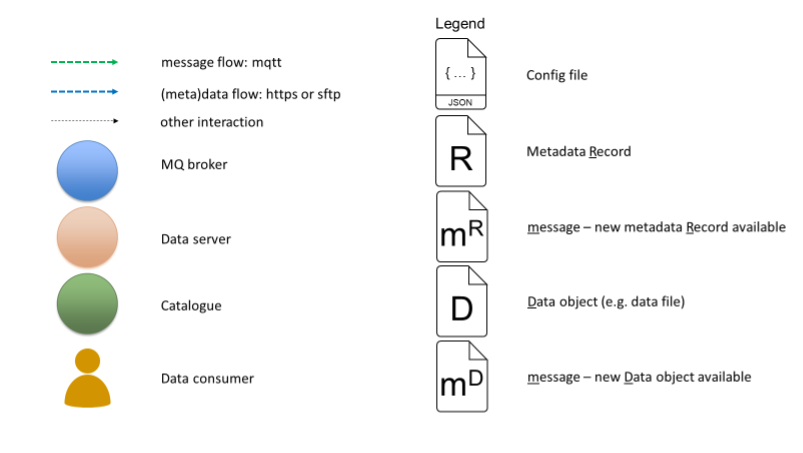 Legend
message flow: mqtt
(meta)data flow: https or sftp
other interaction
MQ broker
Data server
Catalogue
Data consumer
{ ... }
JSON
Config file
R
Metadata Record
mR
message – new metadata Record available
D
Data object (e.g. data file)
mD
message – new Data object available